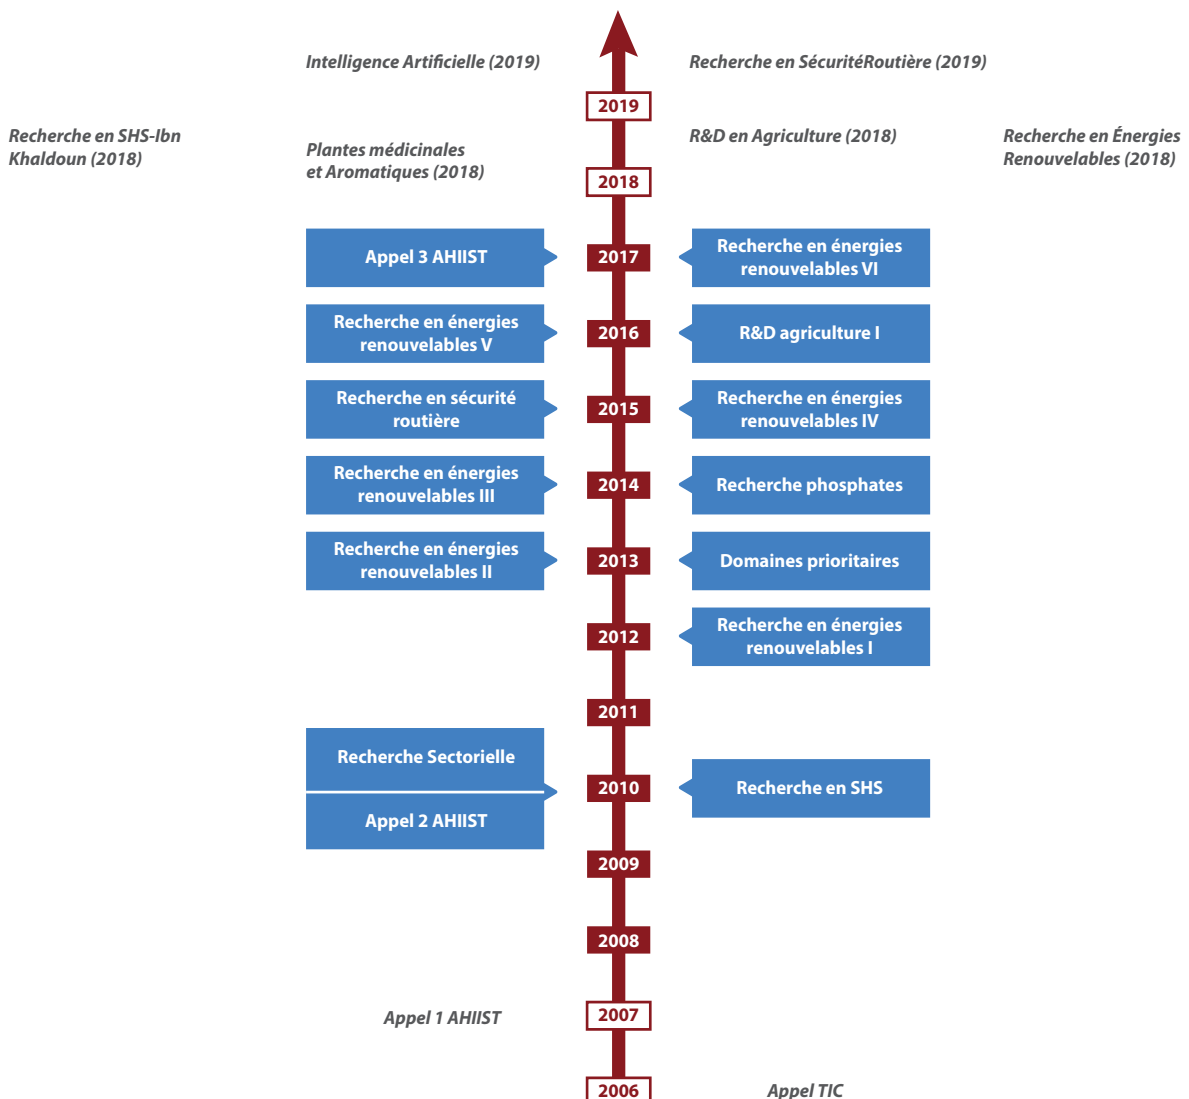 Intelligence Artificielle (2019)
Recherche en SécuritéRoutière (2019)
2019
Recherche en SHS-Ibn
Khaldoun (2018)
Plantes médicinales
et Aromatiques (2018)
R&D en Agriculture (2018)
Recherche en Énergies
Renouvelables (2018)
2018
Appel 3 AHIIST
2017
Recherche en énergies
renouvelables VI
Recherche en énergies
renouvelables V
2016
R&D agriculture I
Recherche en sécurité
routière
2015
Recherche en énergies
renouvelables IV
Recherche en énergies
renouvelables III
2014
Recherche phosphates
Recherche en énergies
renouvelables II
2013
Domaines prioritaires
2012
Recherche en énergies
renouvelables I
2011
Recherche Sectorielle
Appel 2 AHIIST
2010
Recherche en SHS
2009
2008
Appel 1 AHIIST
2007
2006
Appel TIC